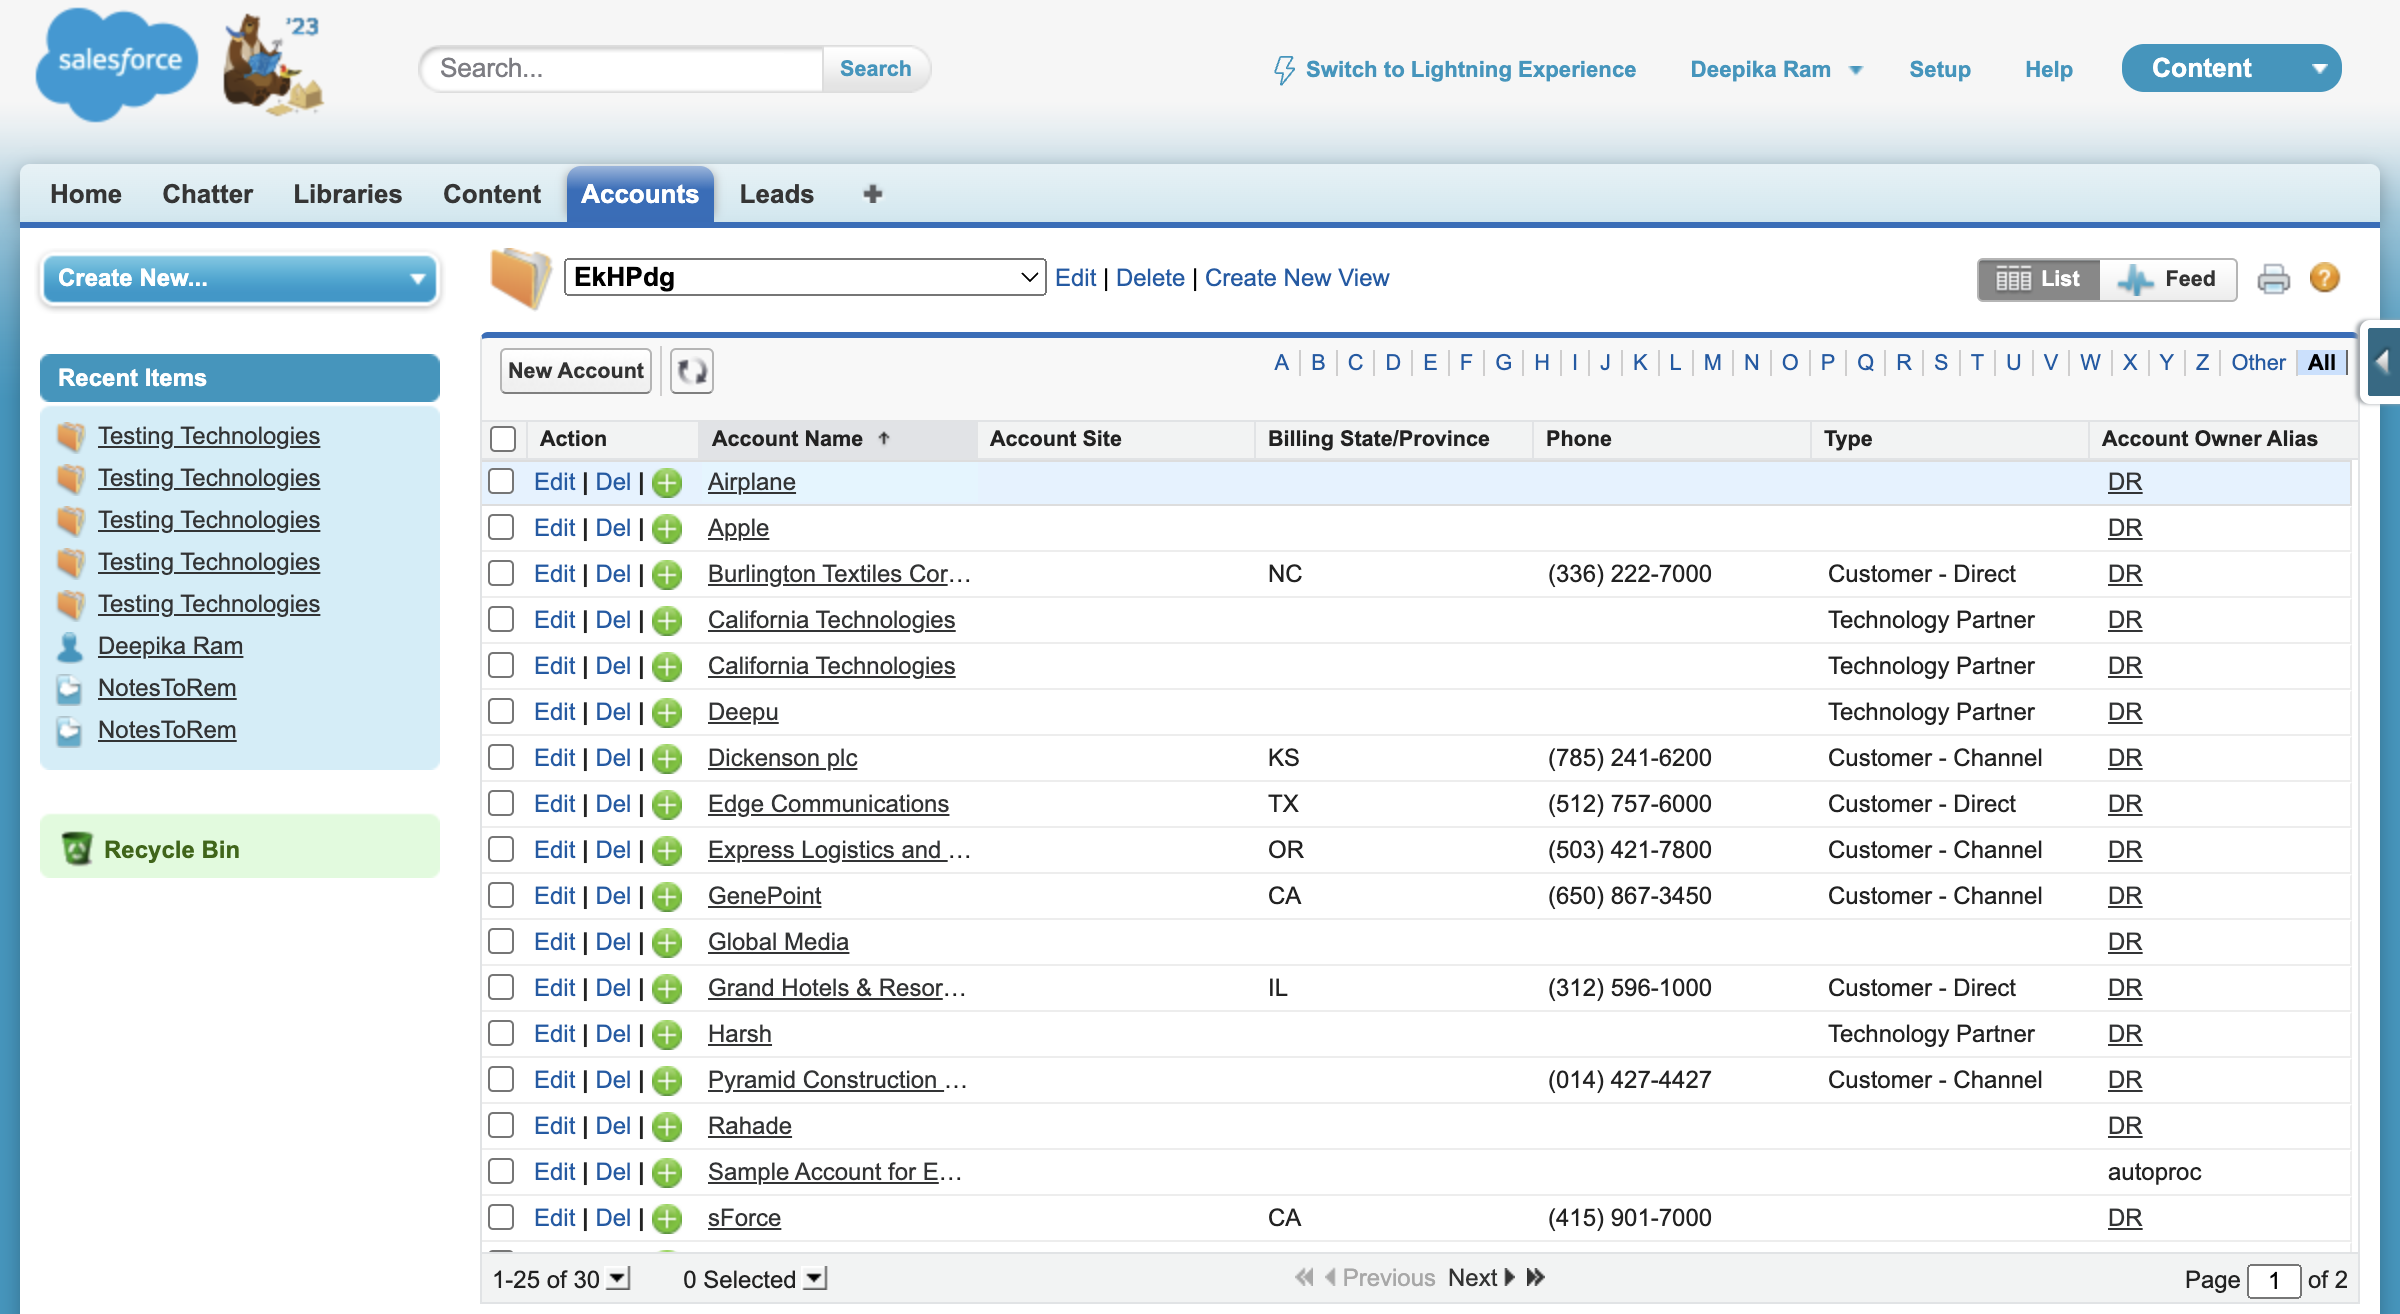 salesforce
'23
Search...
Search
Switch to Lightning Experience
Deepika Ram
Setup
Help
Content
Home Chatter Libraries Content Accounts Leads
Create New...
EkHPdg
Edit | Delete | Create New View
List
Feed
?
Recent Items
Testing Technologies
Testing Technologies
Testing Technologies
Testing Technologies
Testing Technologies
Deepika Ram
NotesToRem
NotesToRem
Recycle Bin
New Account
A | B | C | D | E | F | G | H | I | J | K | L | M | N | O | P | Q | R | S | T | U | V | W | X | Y | Z | Other | All
Action Account Name Account Site Billing State/Province Phone Type Account Owner Alias
Edit | Del | Airplane DR
Edit | Del | Apple DR
Edit | Del | Burlington Textiles Cor... NC (336) 222-7000 Customer - Direct DR
Edit | Del | California Technologies Technology Partner DR
Edit | Del | California Technologies Technology Partner DR
Edit | Del | Deepu Technology Partner DR
Edit | Del | Dickenson plc KS (785) 241-6200 Customer - Channel DR
Edit | Del | Edge Communications TX (512) 757-6000 Customer - Direct DR
Edit | Del | Express Logistics and ... OR (503) 421-7800 Customer - Channel DR
Edit | Del | GenePoint CA (650) 867-3450 Customer - Channel DR
Edit | Del | Global Media DR
Edit | Del | Grand Hotels & Resor... IL (312) 596-1000 Customer - Direct DR
Edit | Del | Harsh Technology Partner DR
Edit | Del | Pyramid Construction ... (014) 427-4427 Customer - Channel DR
Edit | Del | Rahade DR
Edit | Del | Sample Account for E... autoproc
Edit | Del | sForce CA (415) 901-7000 DR
1-25 of 30
0 Selected
Previous Next
Page 1 of 2